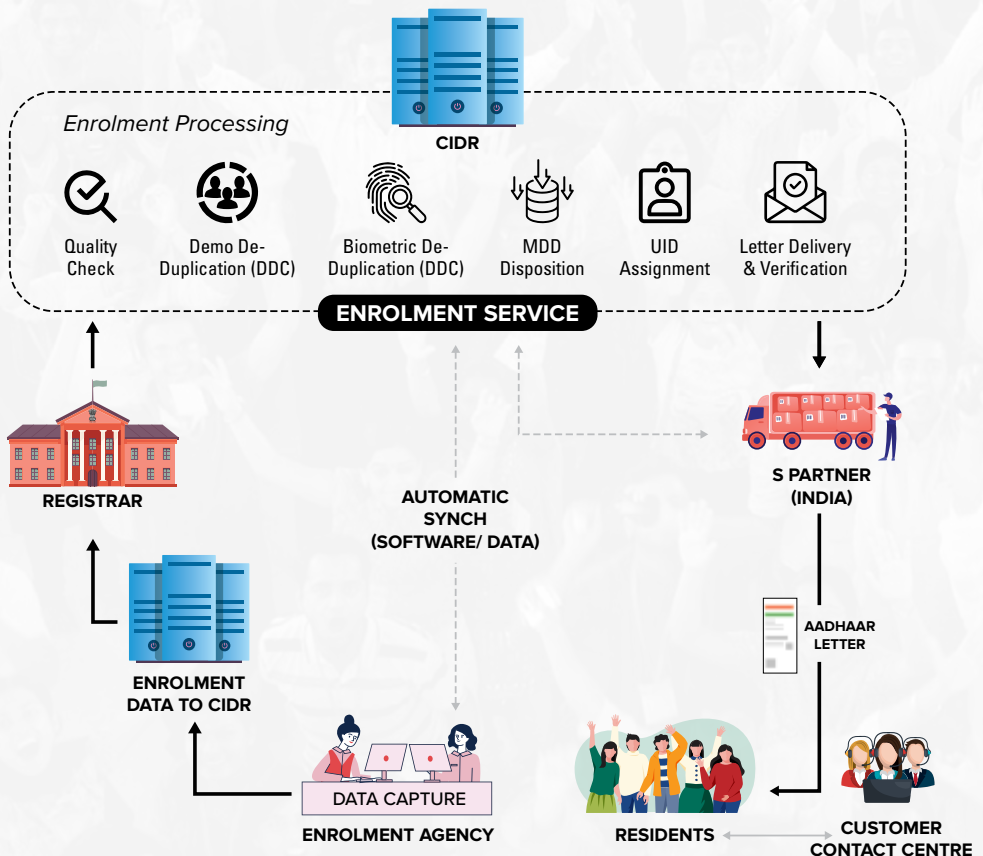 CIDR
Enrolment Processing
Quality
Check
Demo De-
Duplication (DDC)
Biometric De-
Duplication (DDC)
MDD
Disposition
UID
Assignment
Letter Delivery
& Verification
ENROLMENT SERVICE
REGISTRAR
S PARTNER
(INDIA)
AUTOMATIC
SYNCH
(SOFTWARE/ DATA)
AADHAAR
LETTER
ENROLMENT
DATA TO CIDR
DATA CAPTURE
ENROLMENT AGENCY
RESIDENTS
CUSTOMER
CONTACT CENTRE